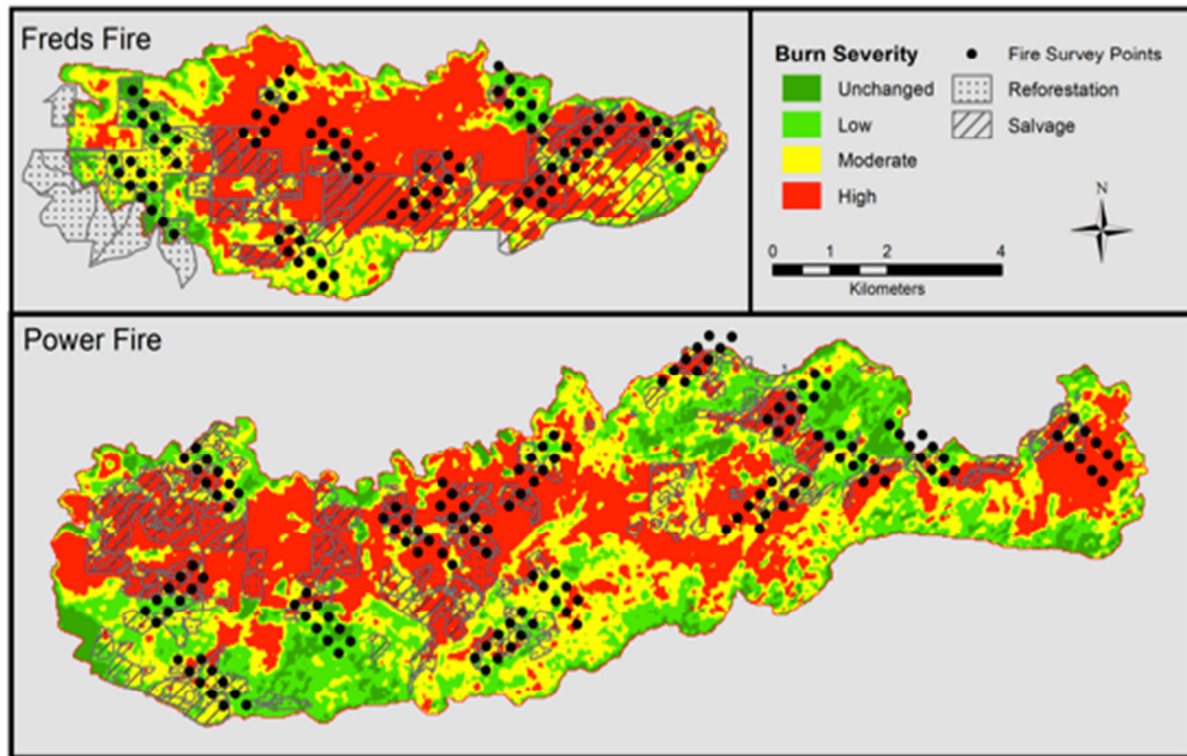 Freds Fire
Burn Severity
Unchanged
Low
Moderate
High
Fire Survey Points
Reforestation
Salvage
N
0 1 2 4
Kilometers
Power Fire